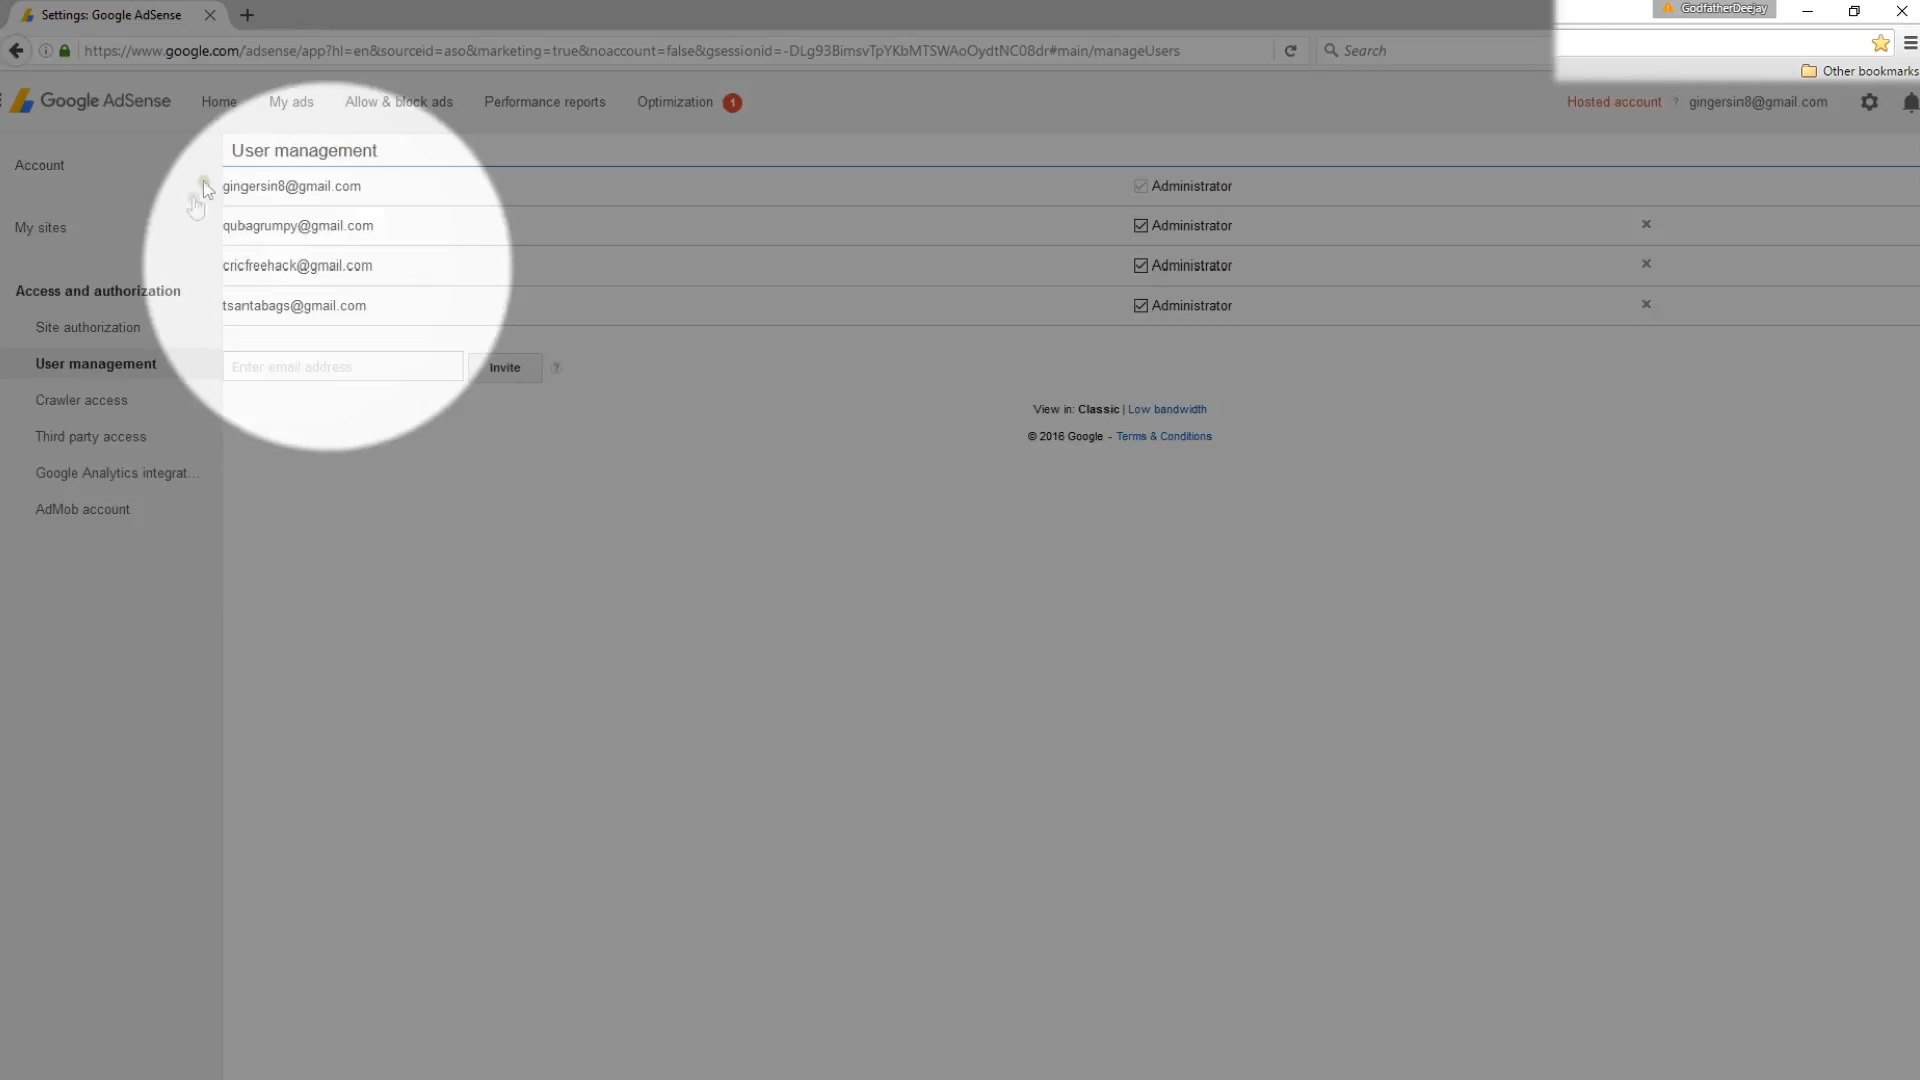 Settings: Google AdSense
GodfatherDeejay
https://www.google.com/adsense/app?hl=en&sourceid=aso&marketing=true&noaccount=false&gsessionid=-DLg93BimsvTpYKbMTSWAoOydtNC08dr#main/manageUsers
Search
Other bookmarks
Google AdSense
Home
My ads
Allow & block ads
Performance reports
Optimization
1
Hosted account
?
gingersin8@gmail.com
Account
My sites
Access and authorization
Site authorization
User management
Crawler access
Third party access
Google Analytics integrat...
AdMob account
User management
gingersin8@gmail.com
Administrator
qubagrumpy@gmail.com
Administrator
cricfreehack@gmail.com
Administrator
tsantabags@gmail.com
Administrator
Enter email address
Invite
?
View in: Classic | Low bandwidth
© 2016 Google - Terms & Conditions